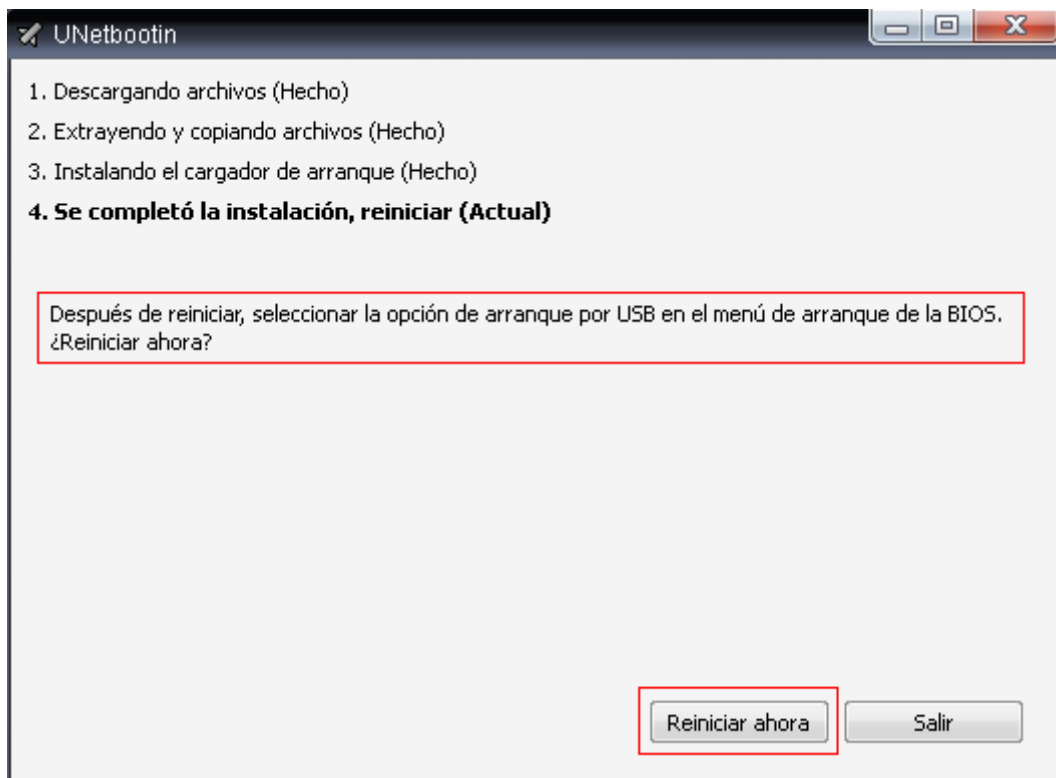 UNetbootin
1. Descargando archivos (Hecho)
2. Extrayendo y copiando archivos (Hecho)
3. Instalando el cargador de arranque (Hecho)
4. Se completó la instalación, reiniciar (Actual)
Después de reiniciar, seleccionar la opción de arranque por USB en el menú de arranque de la BIOS.
¿Reiniciar ahora?
Reiniciar ahora Salir